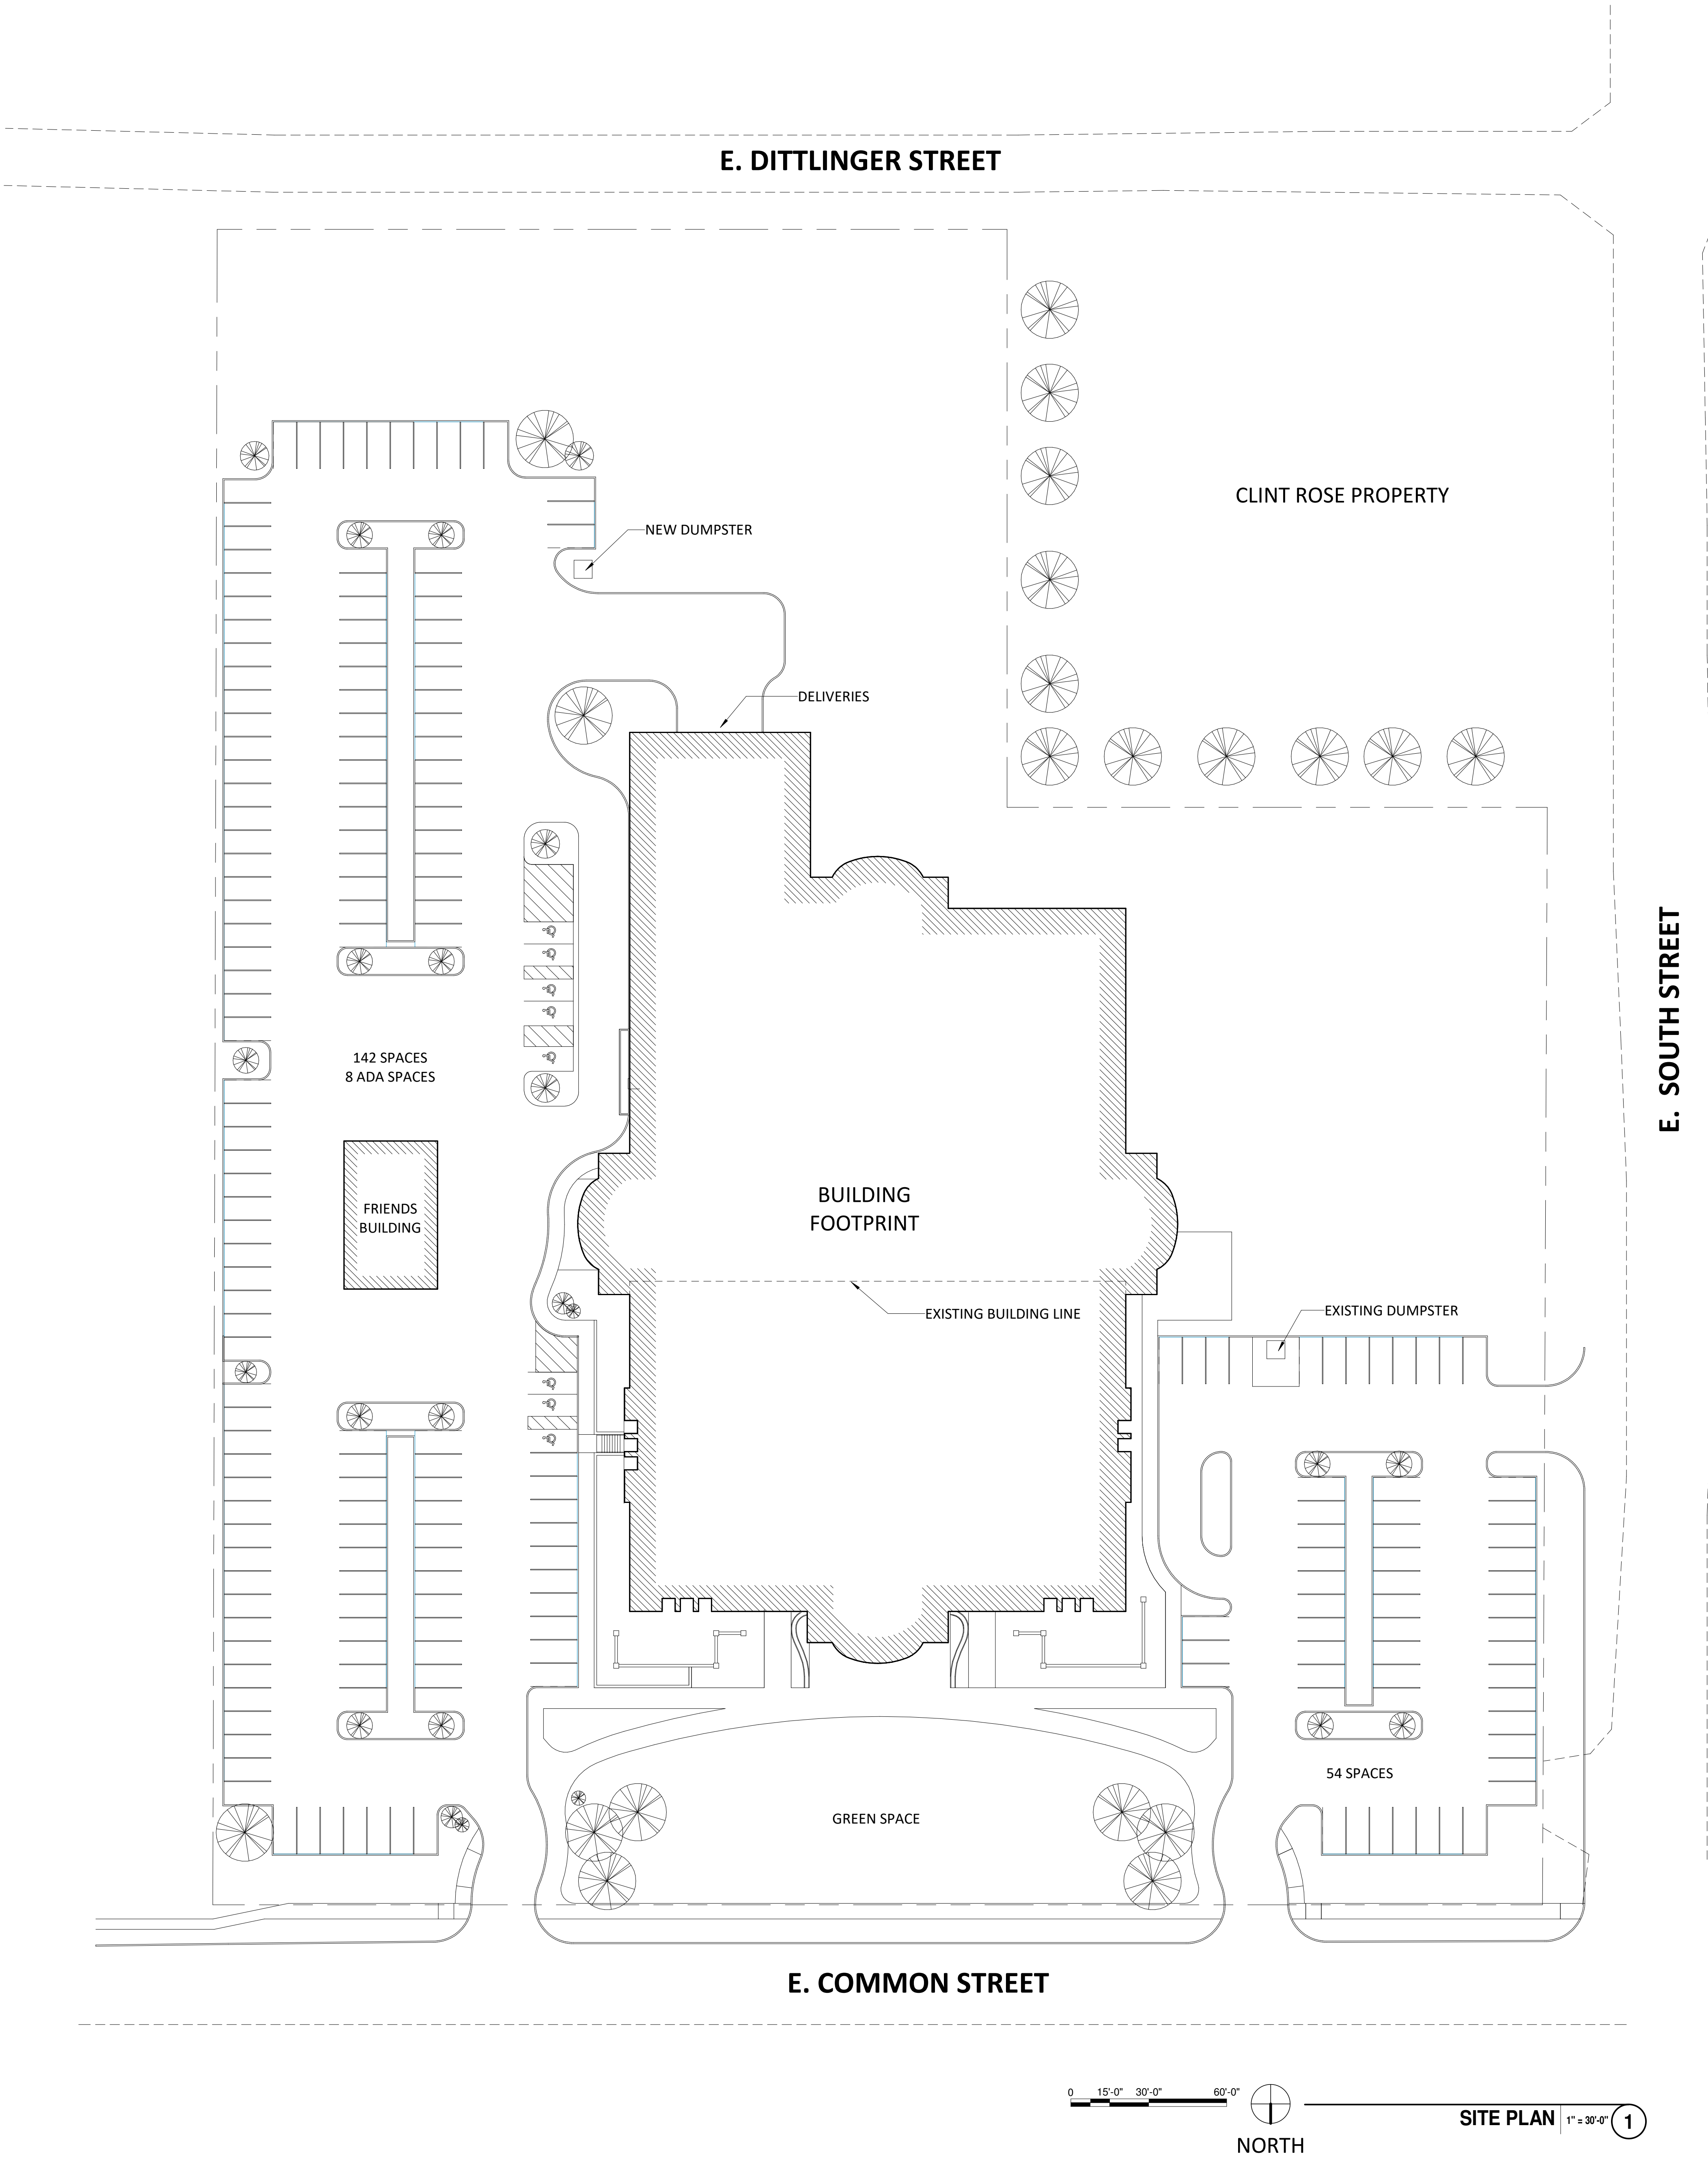 E. DITTLINGER STREET
CLINT ROSE PROPERTY
NEW DUMPSTER
DELIVERIES
E. SOUTH STREET
142 SPACES
8 ADA SPACES
BUILDING
FOOTPRINT
FRIENDS
BUILDING
EXISTING BUILDING LINE
EXISTING DUMPSTER
54 SPACES
GREEN SPACE
E. COMMON STREET
0 15'-0" 30'-0" 60'-0"
NORTH
SITE PLAN 1" = 30'-0" 1